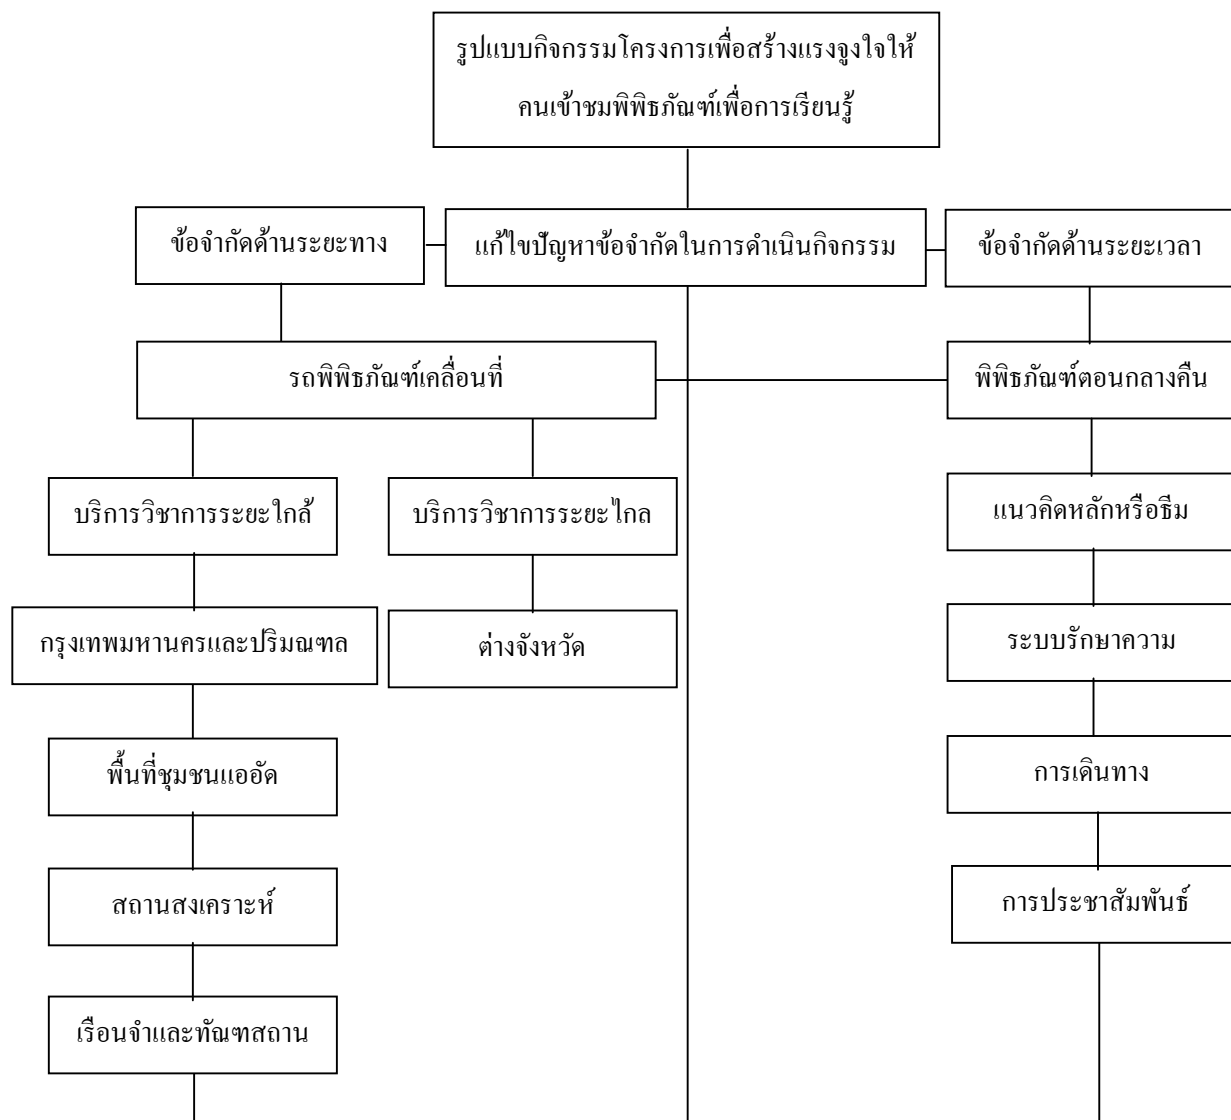 รูปแบบกิจกรรมโครงการเพื่อสร้างแรงจูงใจให้
คนเข้าชมพิพิธภัณฑ์เพื่อการเรียนรู้
ข้อจำกัดด้านระยะทาง
แก้ไขปัญหาข้อจำกัดในการดำเนินกิจกรรม
ข้อจำกัดด้านระยะเวลา
รถพิพิธภัณฑ์เคลื่อนที่
พิพิธภัณฑ์ตอนกลางคืน
บริการวิชาการระยะใกล้
บริการวิชาการระยะไกล
แนวคิดหลักหรือธีม
กรุงเทพมหานครและปริมณฑล
ต่างจังหวัด
ระบบรักษาความ
พื้นที่ชุมชนแออัด
การเดินทาง
สถานสงเคราะห์
การประชาสัมพันธ์
เรือนจำและทัณฑสถาน